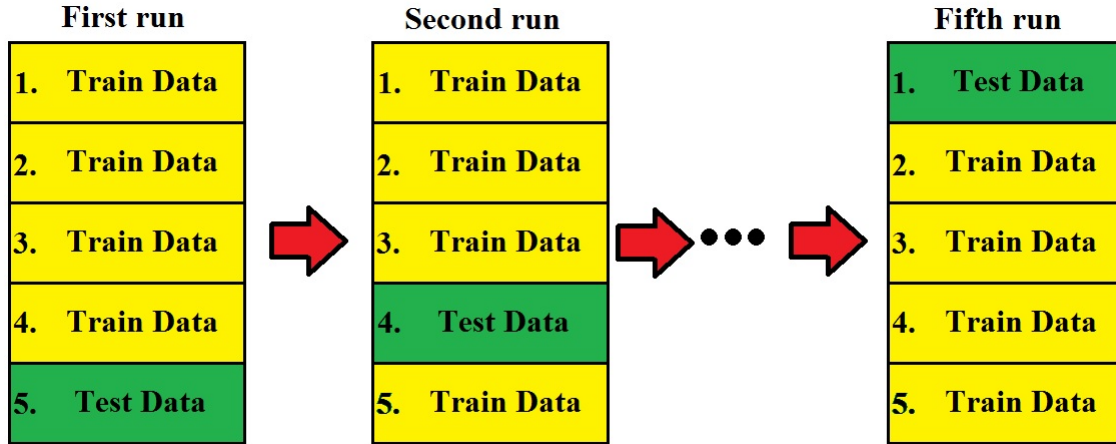 First run
1. Train Data
2. Train Data
3. Train Data
4. Train Data
5. Test Data
Second run
1. Train Data
2. Train Data
3. Train Data
4. Test Data
5. Train Data
Fifth run
1. Test Data
2. Train Data
3. Train Data
4. Train Data
5. Train Data